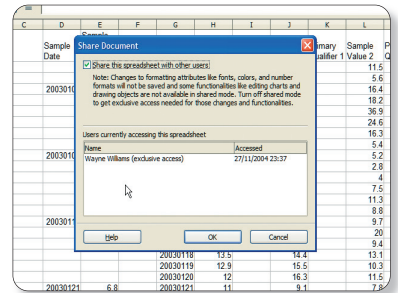 =
C D E F G H I J K L
Sample
Sample Date
Share Document
Share this spreadsheet with other users
Note: Changes to formatting attributes like fonts, colors, and number
formats will not be saved and some functionalities like editing charts and
drawing objects are not available in shared mode. Turn off shared mode
to get exclusive access needed for those changes and functionalities.
Users currently accessing this spreadsheet
Name Accessed
Wayne Williams (exclusive access) 27/11/2004 23:37
Help OK Cancel
imary Sample
ualifier 1 Value 2
11.5
5.6
2003010 16.4
18.2
36.9
24.6
16.3
5.4
2003010 5.2
2.8
4
7.5
11.3
8.8
2003011 9.7
20
9.4
20030118 13.5 14.4 13.1
20030119 12.9 15.5 10.3
20030120 12 16.3 11.5
20030121 6.8 20030121 11 9.1 7.8